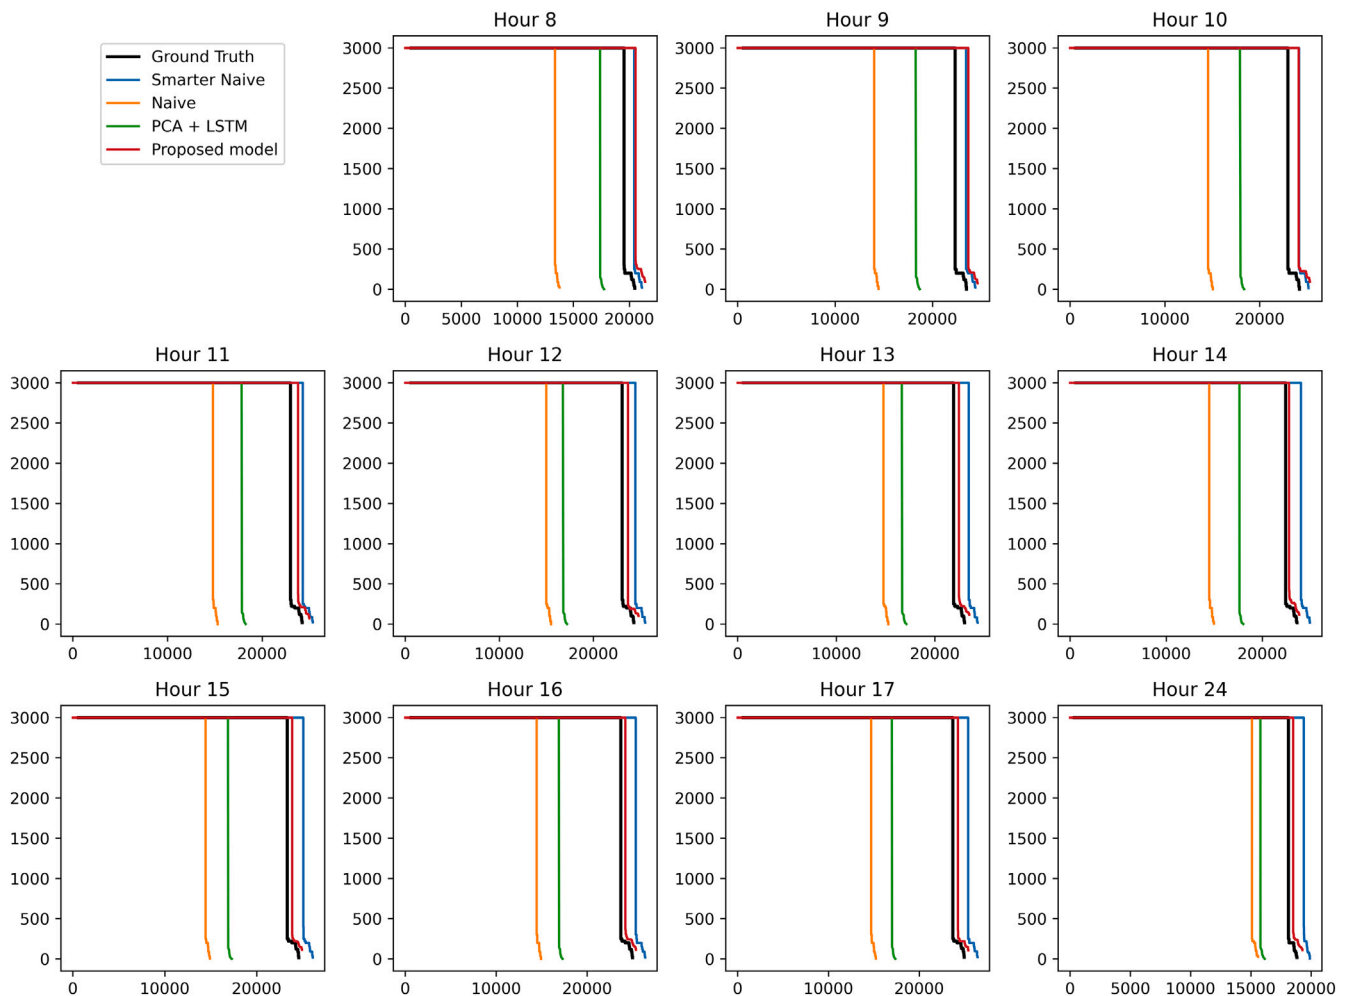 Ground Truth
Smarter Naive
Naive
PCA + LSTM
Proposed model
Hour 8
3000
2500
2000
1500
1000
500
0
0 5000 10000 15000 20000
Hour 9
3000
2500
2000
1500
1000
500
0
0 10000 20000
Hour 10
3000
2500
2000
1500
1000
500
0
0 10000 20000
Hour 11
3000
2500
2000
1500
1000
500
0
0 10000 20000
Hour 12
3000
2500
2000
1500
1000
500
0
0 10000 20000
Hour 13
3000
2500
2000
1500
1000
500
0
0 10000 20000
Hour 14
3000
2500
2000
1500
1000
500
0
0 10000 20000
Hour 15
3000
2500
2000
1500
1000
500
0
0 10000 20000
Hour 16
3000
2500
2000
1500
1000
500
0
0 10000 20000
Hour 17
3000
2500
2000
1500
1000
500
0
0 10000 20000
Hour 24
3000
2500
2000
1500
1000
500
0
0 5000 10000 15000 20000